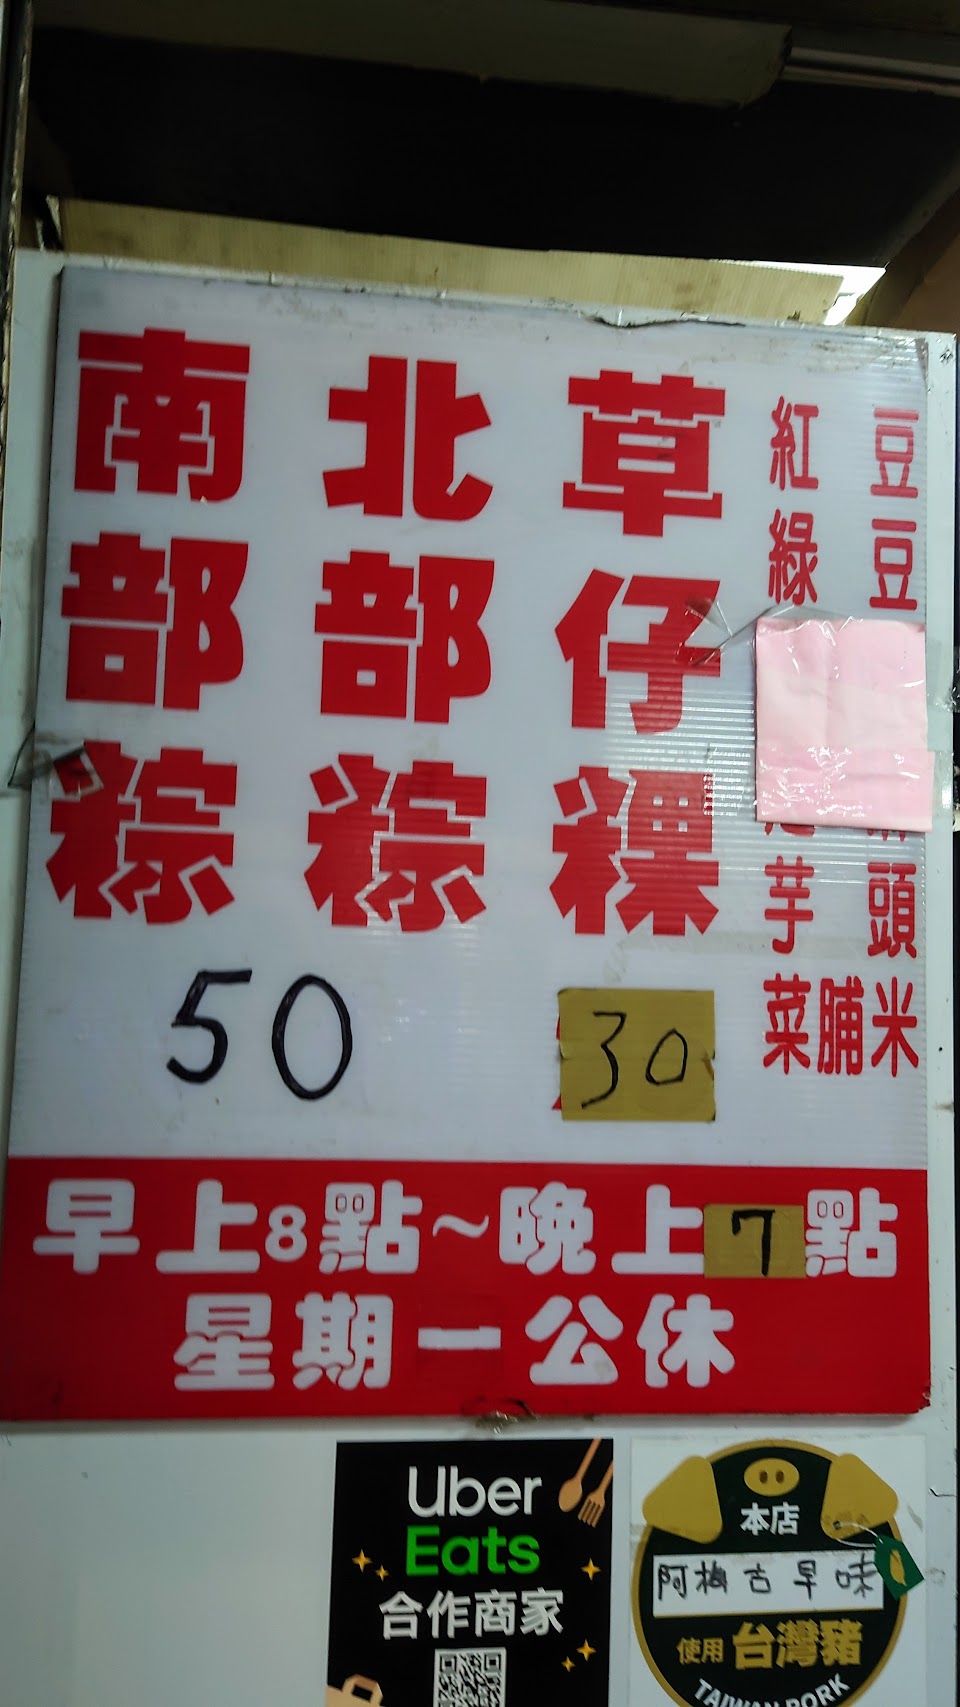 南部粽
北部粽
草仔粿
紅豆
綠豆
芋頭
菜脯米
50
30
早上8點~晚上7點
星期一公休
Uber
Eats
合作商家
本店
阿梅古早味
使用台灣豬
TAIWAN PORK